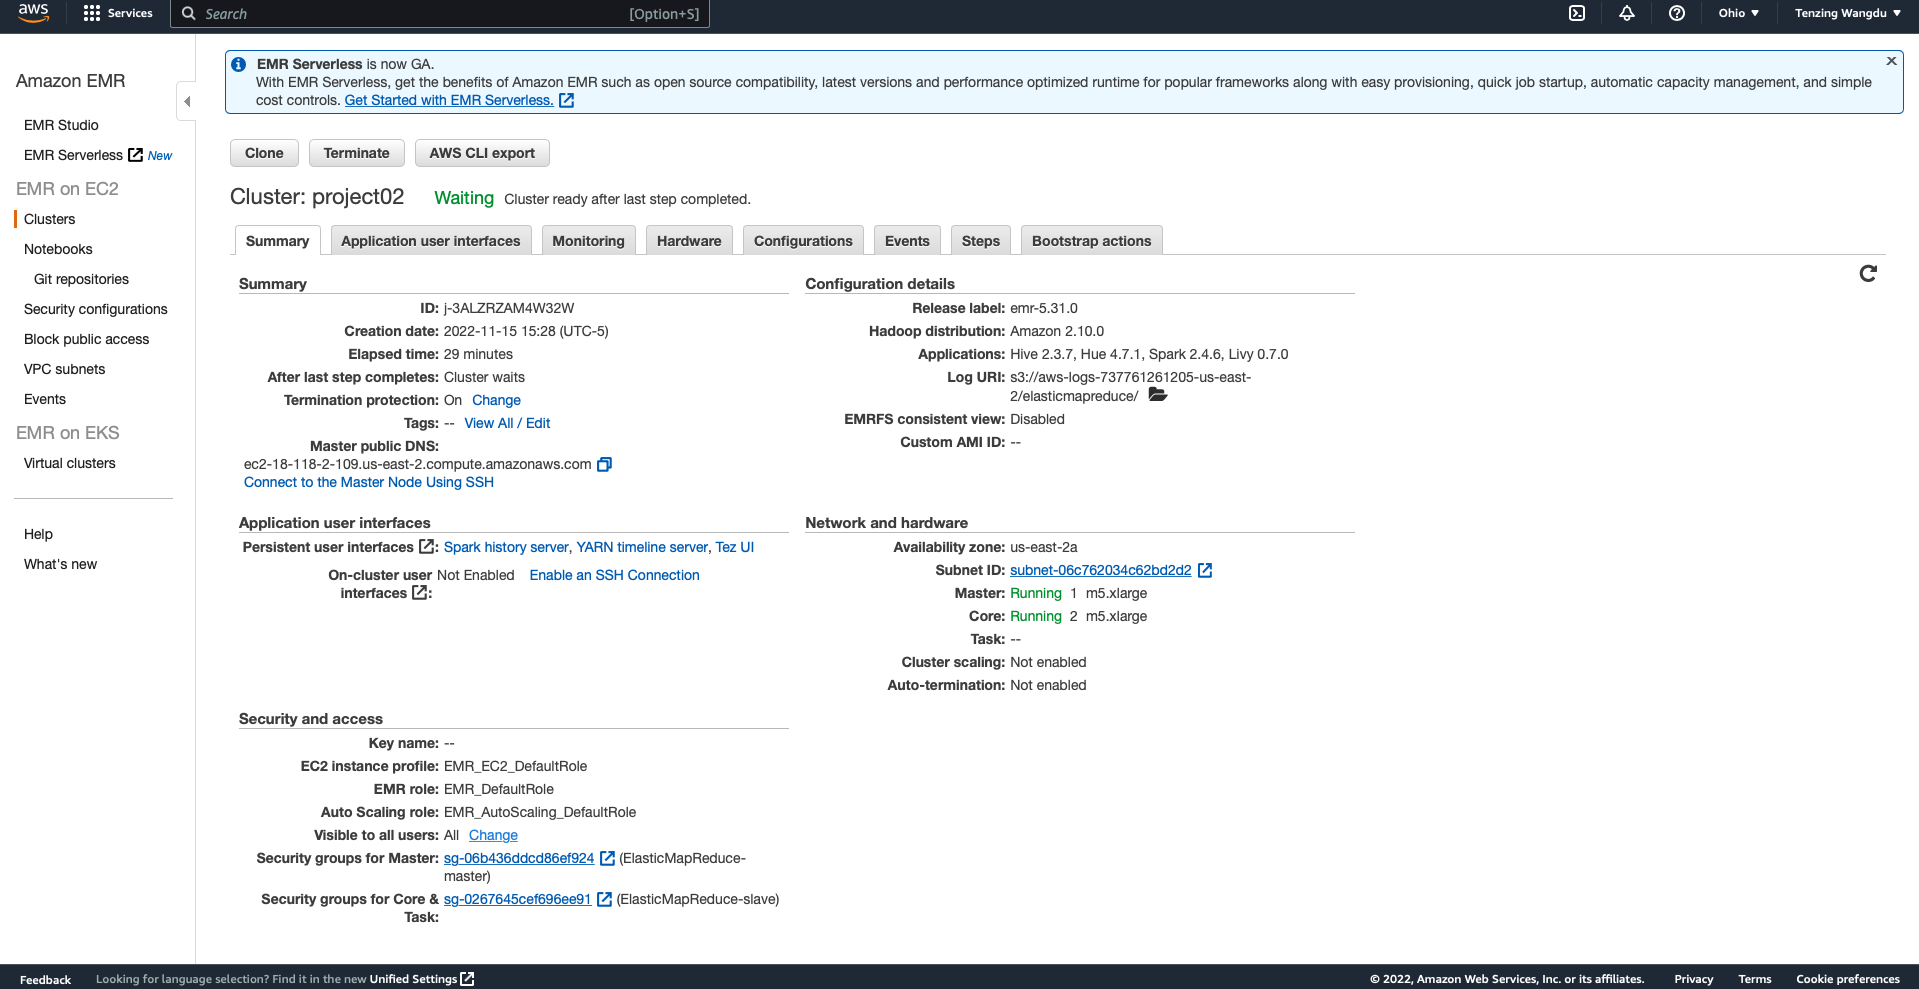 aws
Services
Search [Option+S]
Ohio ▼
Tenzing Wangdu ▼
Amazon EMR
EMR Studio
EMR Serverless New
EMR on EC2
Clusters
Notebooks
Git repositories
Security configurations
Block public access
VPC subnets
Events
EMR on EKS
Virtual clusters
Help
What's new
EMR Serverless is now GA.
With EMR Serverless, get the benefits of Amazon EMR such as open source compatibility, latest versions and performance optimized runtime for popular frameworks along with easy provisioning, quick job startup, automatic capacity management, and simple
cost controls. Get Started with EMR Serverless.
Clone Terminate AWS CLI export
Cluster: project02 Waiting Cluster ready after last step completed.
Summary Application user interfaces Monitoring Hardware Configurations Events Steps Bootstrap actions
Summary
ID: j-3ALZRZAM4W32W
Creation date: 2022-11-15 15:28 (UTC-5)
Elapsed time: 29 minutes
After last step completes: Cluster waits
Termination protection: On Change
Tags: -- View All / Edit
Master public DNS:
ec2-18-118-2-109.us-east-2.compute.amazonaws.com
Connect to the Master Node Using SSH
Configuration details
Release label: emr-5.31.0
Hadoop distribution: Amazon 2.10.0
Applications: Hive 2.3.7, Hue 4.7.1, Spark 2.4.6, Livy 0.7.0
Log URI: s3://aws-logs-737761261205-us-east-
2/elasticmapreduce/
EMRFS consistent view: Disabled
Custom AMI ID: --
Application user interfaces
Persistent user interfaces : Spark history server, YARN timeline server, Tez UI
On-cluster user Not Enabled Enable an SSH Connection
interfaces :
Network and hardware
Availability zone: us-east-2a
Subnet ID: subnet-06c762034c62bd2d2
Master: Running 1 m5.xlarge
Core: Running 2 m5.xlarge
Task: --
Cluster scaling: Not enabled
Auto-termination: Not enabled
Security and access
Key name: --
EC2 instance profile: EMR_EC2_DefaultRole
EMR role: EMR_DefaultRole
Auto Scaling role: EMR_AutoScaling_DefaultRole
Visible to all users: All Change
Security groups for Master: sg-06b436ddcd86ef924 (ElasticMapReduce-
master)
Security groups for Core & sg-0267645cef696ee91 (ElasticMapReduce-slave)
Task:
Feedback Looking for language selection? Find it in the new Unified Settings
© 2022, Amazon Web Services, Inc. or its affiliates. Privacy Terms Cookie preferences